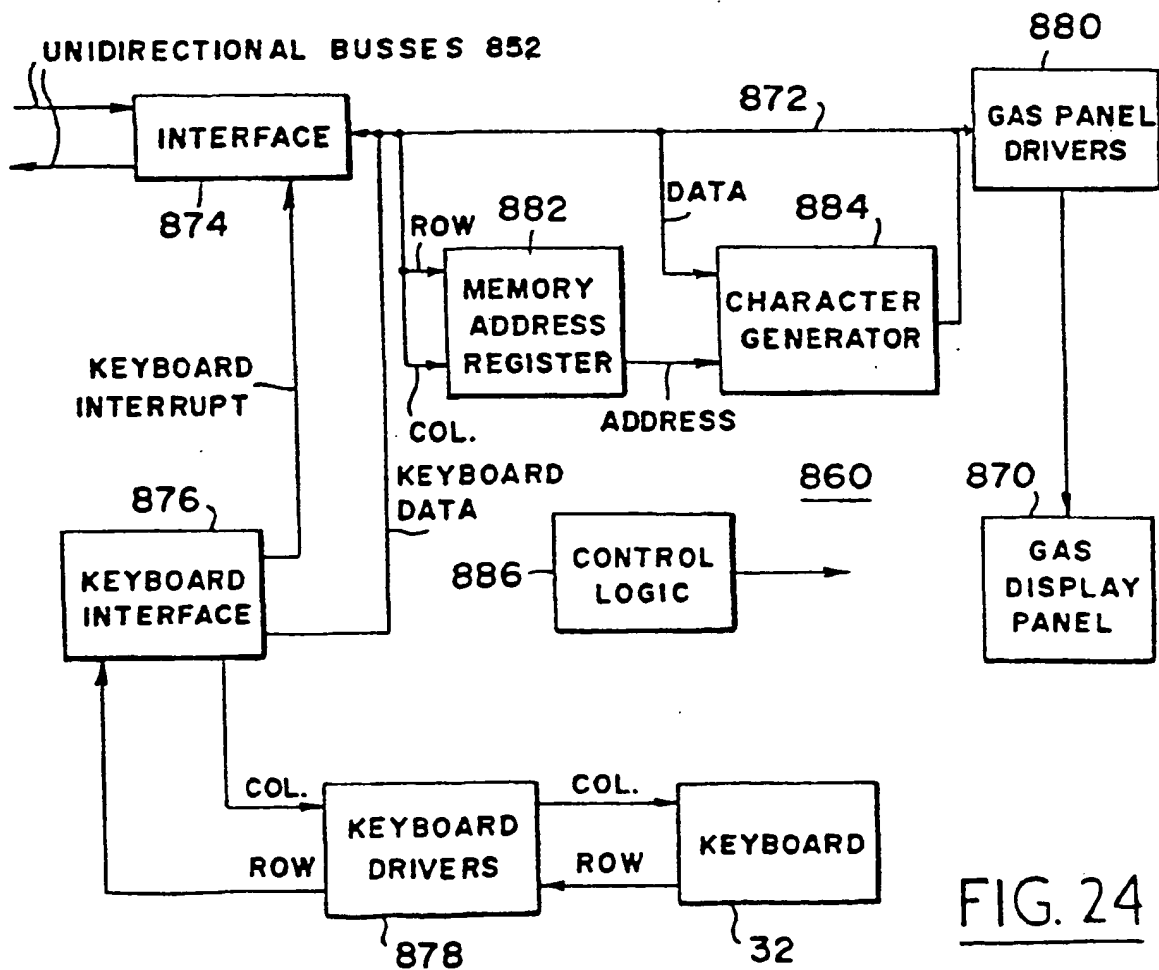 UNIDIRECTIONAL BUSSES 852
880
INTERFACE
872
GAS PANEL
DRIVERS
874
DATA
882
884
ROW
MEMORY
ADDRESS
REGISTER
CHARACTER
GENERATOR
KEYBOARD
INTERRUPT
COL.
ADDRESS
KEYBOARD
DATA
860
876
870
KEYBOARD
INTERFACE
886
CONTROL
LOGIC
GAS
DISPLAY
PANEL
COL.
COL.
KEYBOARD
DRIVERS
KEYBOARD
ROW
ROW
878
32
FIG. 24